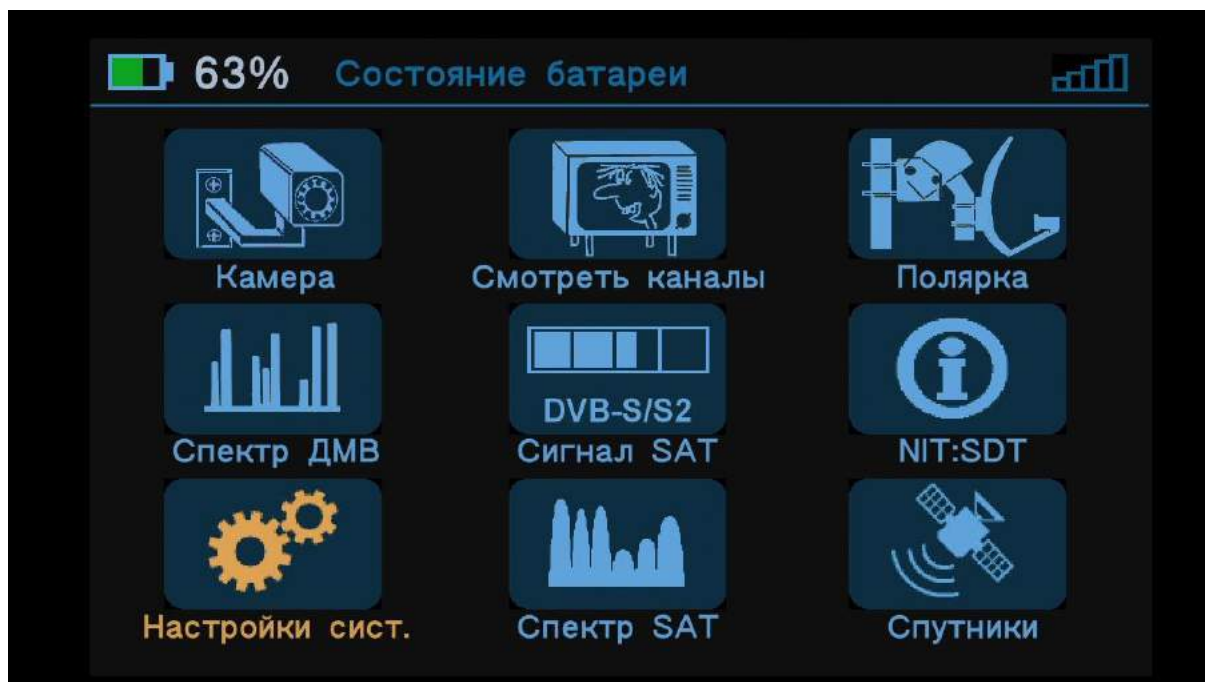 63% Состояние батареи
Камера
Смотреть каналы
Полярка
DVB-S/S2
Спектр ДМВ
Сигнал SAT
NIT:SDT
Настройки сист.
Спектр SAT
Спутники